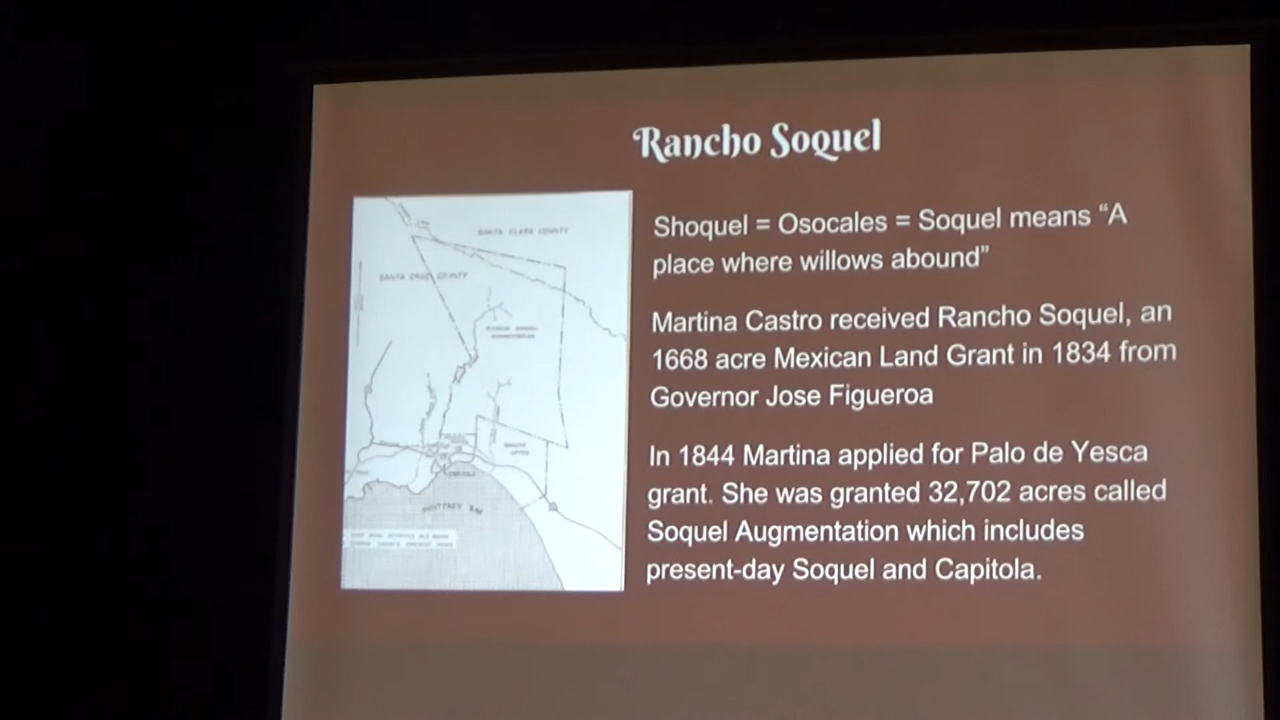 Rancho Soquel
Shoquel = Osocales = Soquel means “A
place where willows abound”
Martina Castro received Rancho Soquel, an
1668 acre Mexican Land Grant in 1834 from
Governor Jose Figueroa
In 1844 Martina applied for Palo de Yesca
grant. She was granted 32,702 acres called
Soquel Augmentation which includes
present-day Soquel and Capitola.
SANTA CLARA COUNTY
SANTA CRUZ COUNTY
MONTEREY BAY